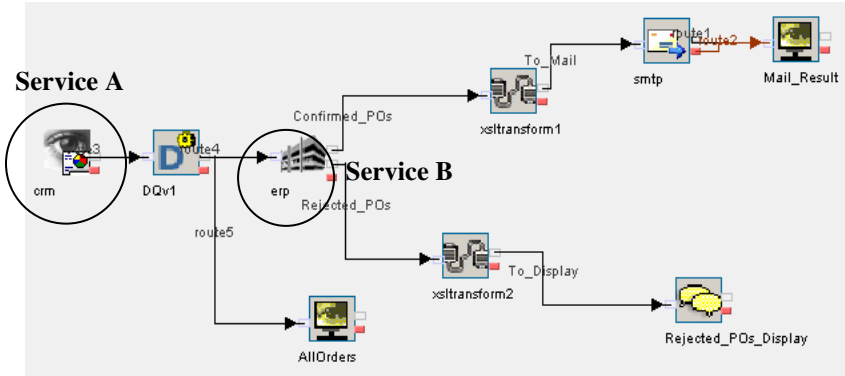 Service A
crm
route3
DQv1
D
route4
route5
AllOrders
erp
Service B
Confirmed_POs
Rejected_POs
xsltransform1
To_Mail
smtp
route1
route2
Mail_Result
xsltransform2
To_Display
Rejected_POs_Display